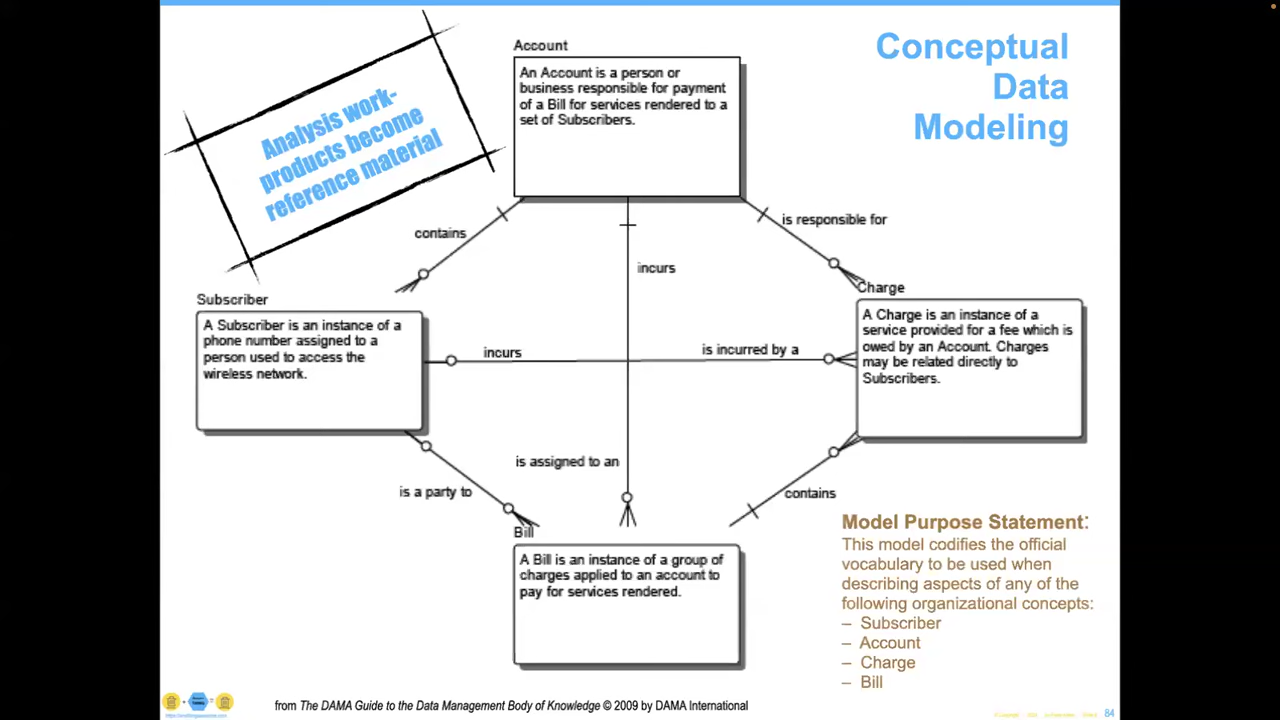 Conceptual
Data
Modeling
Analysis work-
products become
reference material
Account
An Account is a person or
business responsible for payment
of a Bill for services rendered to a
set of Subscribers.
contains
incurs
is responsible for
Subscriber
A Subscriber is an instance of a
phone number assigned to a
person used to access the
wireless network.
incurs
is incurred by a
Charge
A Charge is an instance of a
service provided for a fee which is
owed by an Account. Charges
may be related directly to
Subscribers.
is a party to
is assigned to an
contains
Bill
A Bill is an instance of a group of
charges applied to an account to
pay for services rendered.
Model Purpose Statement:
This model codifies the official
vocabulary to be used when
describing aspects of any of the
following organizational concepts:
– Subscriber
– Account
– Charge
– Bill
from The DAMA Guide to the Data Management Body of Knowledge © 2009 by DAMA International
84